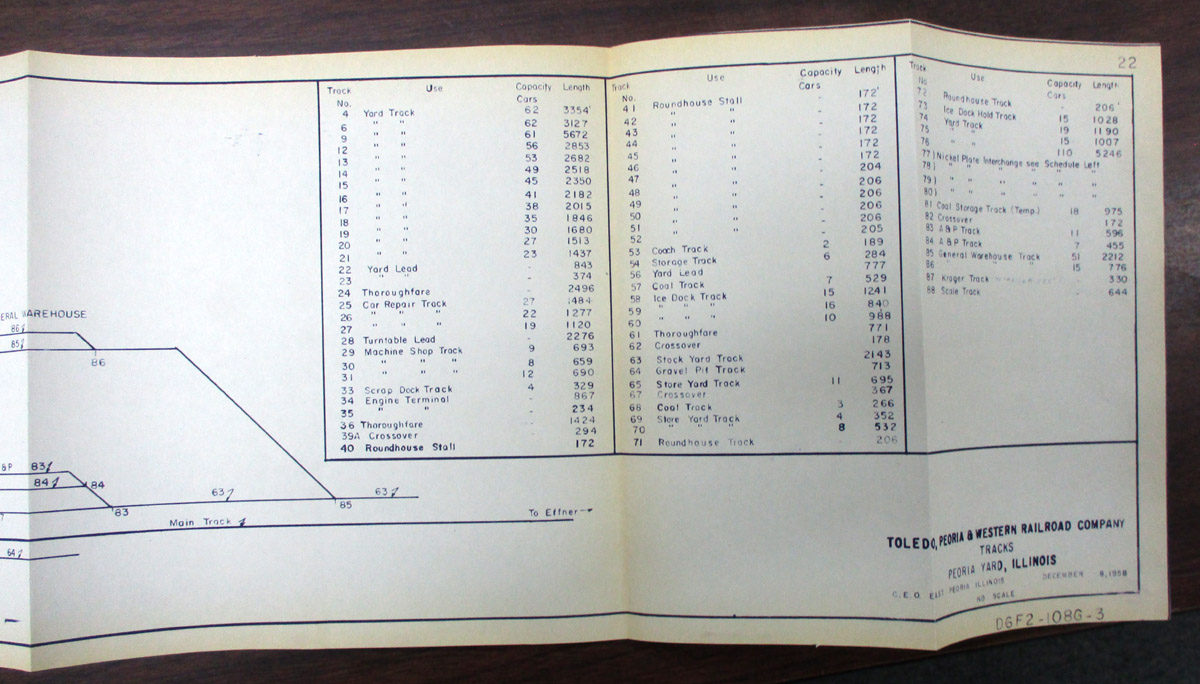 22
Track No. Use Capacity Cars Length
4 Yard Track 62 3354'
6 " " 62 3127
9 " " 61 5672
12 " " 56 2853
13 " " 53 2682
14 " " 49 2518
15 " " 45 2350
16 " " 41 2182
17 " " 38 2015
18 " " 35 1846
19 " " 30 1680
20 " " 27 1513
21 " " 23 1437
22 Yard Lead - 843
23 " " - 374
24 Thoroughfare - 2496
25 Car Repair Track 27 1484
26 " " " 22 1277
27 " " " 19 1120
28 Turntable Lead - 2276
29 Machine Shop Track 9 693
30 " " " 8 659
31 " " " 12 690
33 Scrap Dock Track 4 329
34 Engine Terminal - 867
35 " " - 234
36 Thoroughfare - 1424
39A Crossover - 294
40 Roundhouse Stall - 172
Track No. Use Capacity Cars Length
41 Roundhouse Stall - 172'
42 " " - 172
43 " " - 172
44 " " - 172
45 " " - 172
46 " " - 172
47 " " - 204
48 " " - 206
49 " " - 206
50 " " - 206
51 " " - 206
52 " " - 205
53 Coach Track 2 189
54 Storage Track 6 284
56 Yard Lead - 777
57 Coal Track 7 529
58 Ice Dock Track 15 1241
59 " " " 16 840
60 " " " 10 988
61 Thoroughfare - 771
62 Crossover - 178
63 Stock Yard Track - 2143
64 Gravel Pit Track - 713
65 Store Yard Track 11 695
67 Crossover - 367
68 Coal Track 3 266
69 Store Yard Track 4 352
70 " " " 8 532
71 Roundhouse Track - 206
Track No Use Capacity Cars Length
72 Roundhouse Track - 206'
73 Ice Dock Hold Track 15 1028
74 Yard Track 19 1190
75 " " 15 1007
76 110 5246
77) Nickel Plate Interchange see Schedule Left
78) " " " " " "
79) " " " " " "
80) " " " " " "
81 Coal Storage Track (Temp.) 18 975
82 Crossover - 172
83 A&P Track 11 596
84 A&P Track 7 455
85 General Warehouse Track 51 2212
86 " " " 15 776
87 Kroger Track - 330
88 Scale Track - 644
WAREHOUSE
86
85
86
&P 83
84 84
63 63
83 85
Main Track
To Effner
64
TOLEDO, PEORIA & WESTERN RAILROAD COMPANY
TRACKS
PEORIA YARD, ILLINOIS
C.E.O. EAST PEORIA ILLINOIS DECEMBER 8, 1958
NO SCALE
DGF2-108G-3